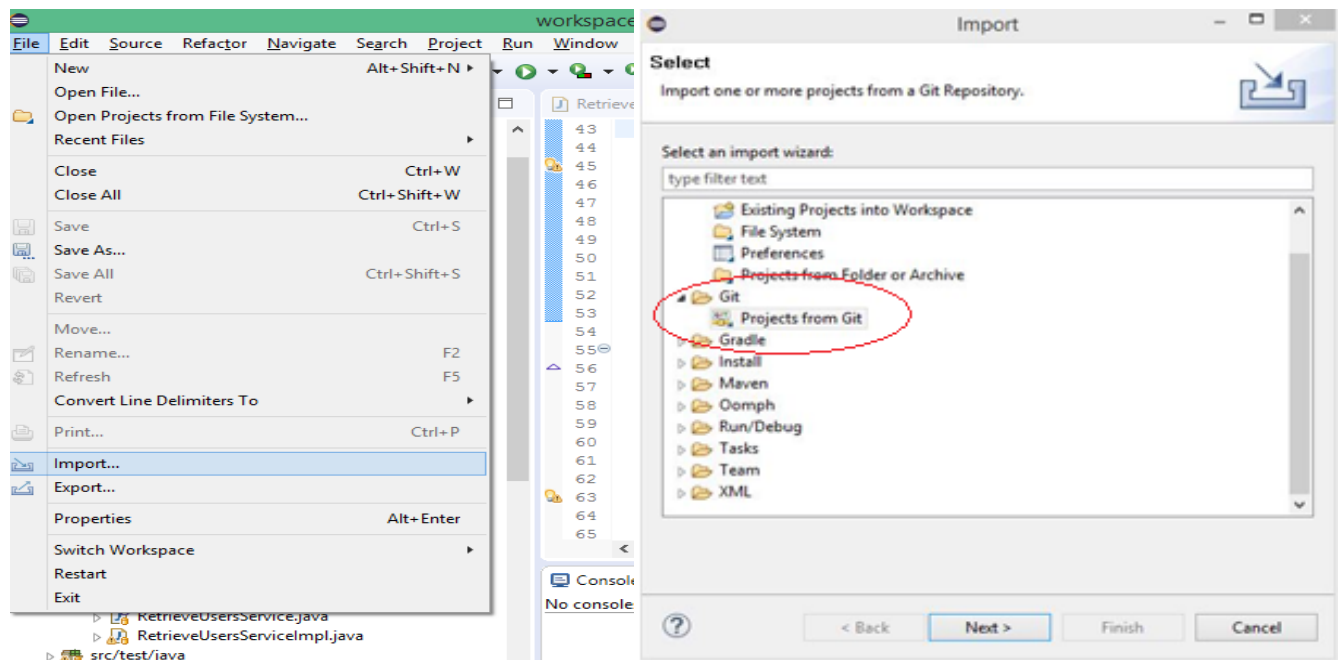 workspace
File Edit Source Refactor Navigate Search Project Run Window
New Alt+Shift+N
Open File...
Open Projects from File System...
Recent Files
Close Ctrl+W
Close All Ctrl+Shift+W
Save Ctrl+S
Save As...
Save All Ctrl+Shift+S
Revert
Move...
Rename... F2
Refresh F5
Convert Line Delimiters To
Print... Ctrl+P
Import...
Export...
Properties Alt+Enter
Switch Workspace
Restart
Exit
RetrieveUsersService.java
RetrieveUsersServiceImpl.java
src/test/java
Retrieve
43
44
45
46
47
48
49
50
51
52
53
54
55
56
57
58
59
60
61
62
63
64
65
Console
No console
Import
Select
Import one or more projects from a Git Repository.
Select an import wizard:
type filter text
Existing Projects into Workspace
File System
Preferences
Projects from Folder or Archive
Git
Projects from Git
Gradle
Install
Maven
Oomph
Run/Debug
Tasks
Team
XML
< Back Next > Finish Cancel